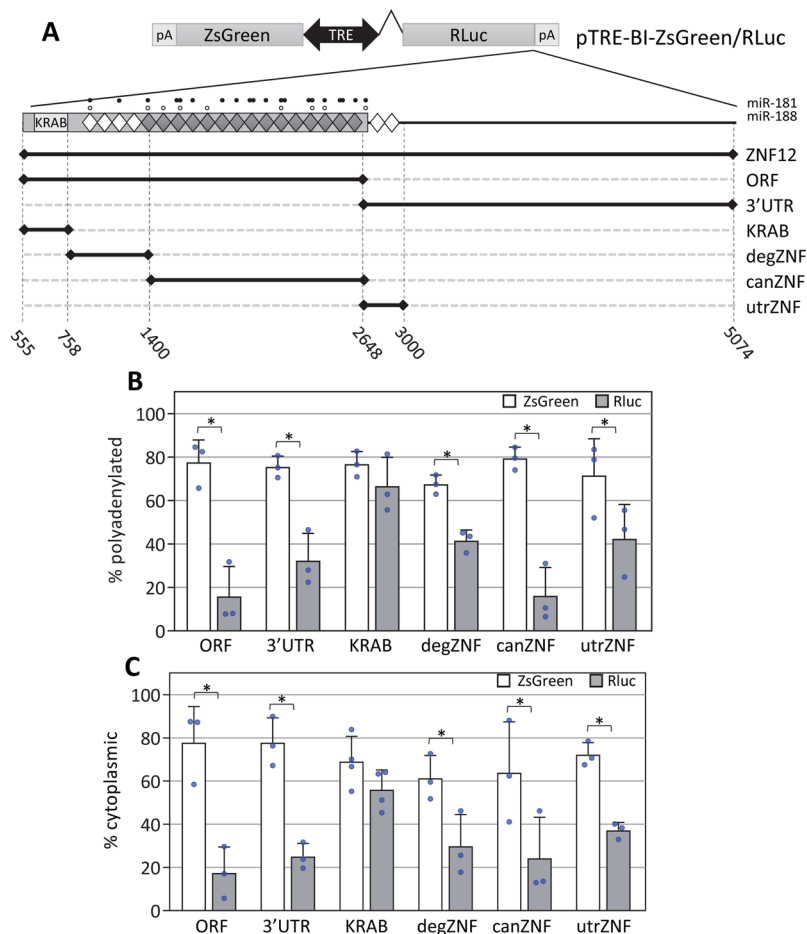 A
pA ZsGreen TRE RLuc pA pTRE-BI-ZsGreen/RLuc
miR-181
miR-188
KRAB
ZNF12
ORF
3’UTR
KRAB
degZNF
canZNF
utrZNF
555 758 1400 2648 3000 5074
B
ZsGreen Rluc
% polyadenylated
100
80
60
40
20
0
* * * * *
ORF 3’UTR KRAB degZNF canZNF utrZNF
C
ZsGreen Rluc
% cytoplasmic
100
80
60
40
20
0
* * * * *
ORF 3’UTR KRAB degZNF canZNF utrZNF